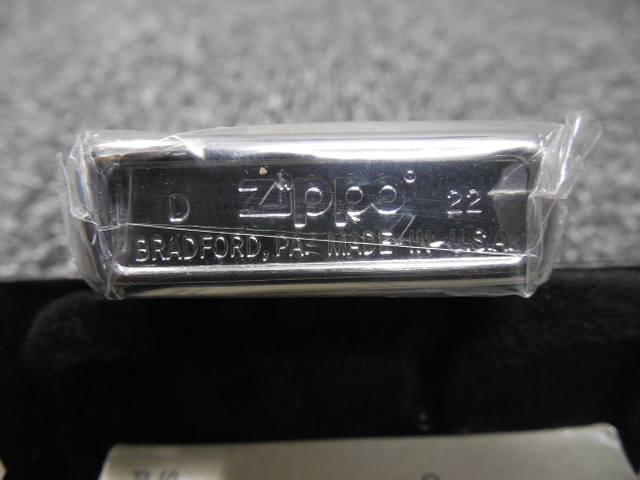 D Zippo 22
BRADFORD, PA. MADE IN U.S.A.